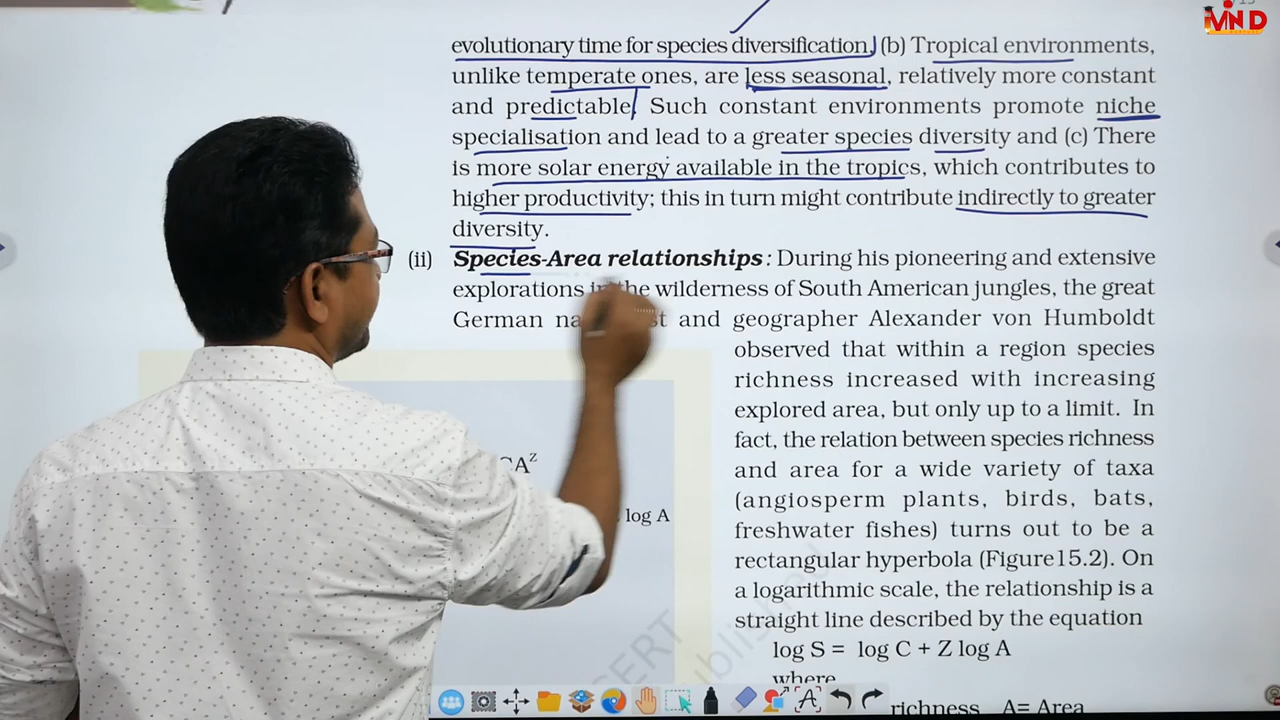 MVND
evolutionary time for species diversification, (b) Tropical environments,
unlike temperate ones, are less seasonal, relatively more constant
and predictable. Such constant environments promote niche
specialisation and lead to a greater species diversity and (c) There
is more solar energy available in the tropics, which contributes to
higher productivity; this in turn might contribute indirectly to greater
diversity.
(ii) Species-Area relationships: During his pioneering and extensive
explorations the wilderness of South American jungles, the great
German and geographer Alexander von Humboldt
observed that within a region species
richness increased with increasing
explored area, but only up to a limit. In
fact, the relation between species richness
and area for a wide variety of taxa
(angiosperm plants, birds, bats,
freshwater fishes) turns out to be a
rectangular hyperbola (Figure15.2). On
a logarithmic scale, the relationship is a
straight line described by the equation
log S = log C + Z log A
where
richness A= Area
CA^z
log A